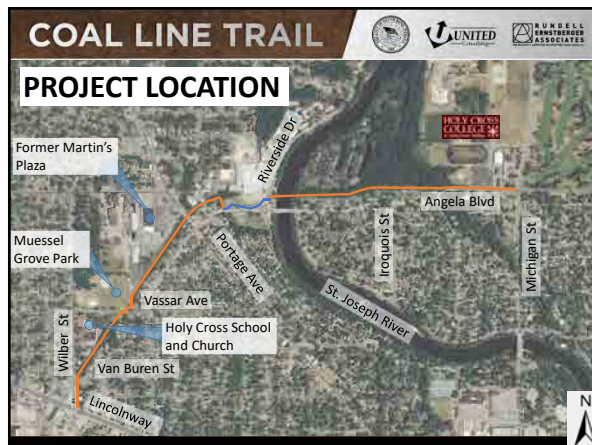 COAL LINE TRAIL
UNITED
Consulting
RUNDELL
ERNSTBERGER
ASSOCIATES
PROJECT LOCATION
HOLY CROSS
COLLEGE
Riverside Dr
Former Martin's
Plaza
Angela Blvd
Muessel
Grove Park
Portage Ave
Iroquois St
Michigan St
St. Joseph River
Vassar Ave
Wilber St
Holy Cross School
and Church
Van Buren St
Lincolnway
N